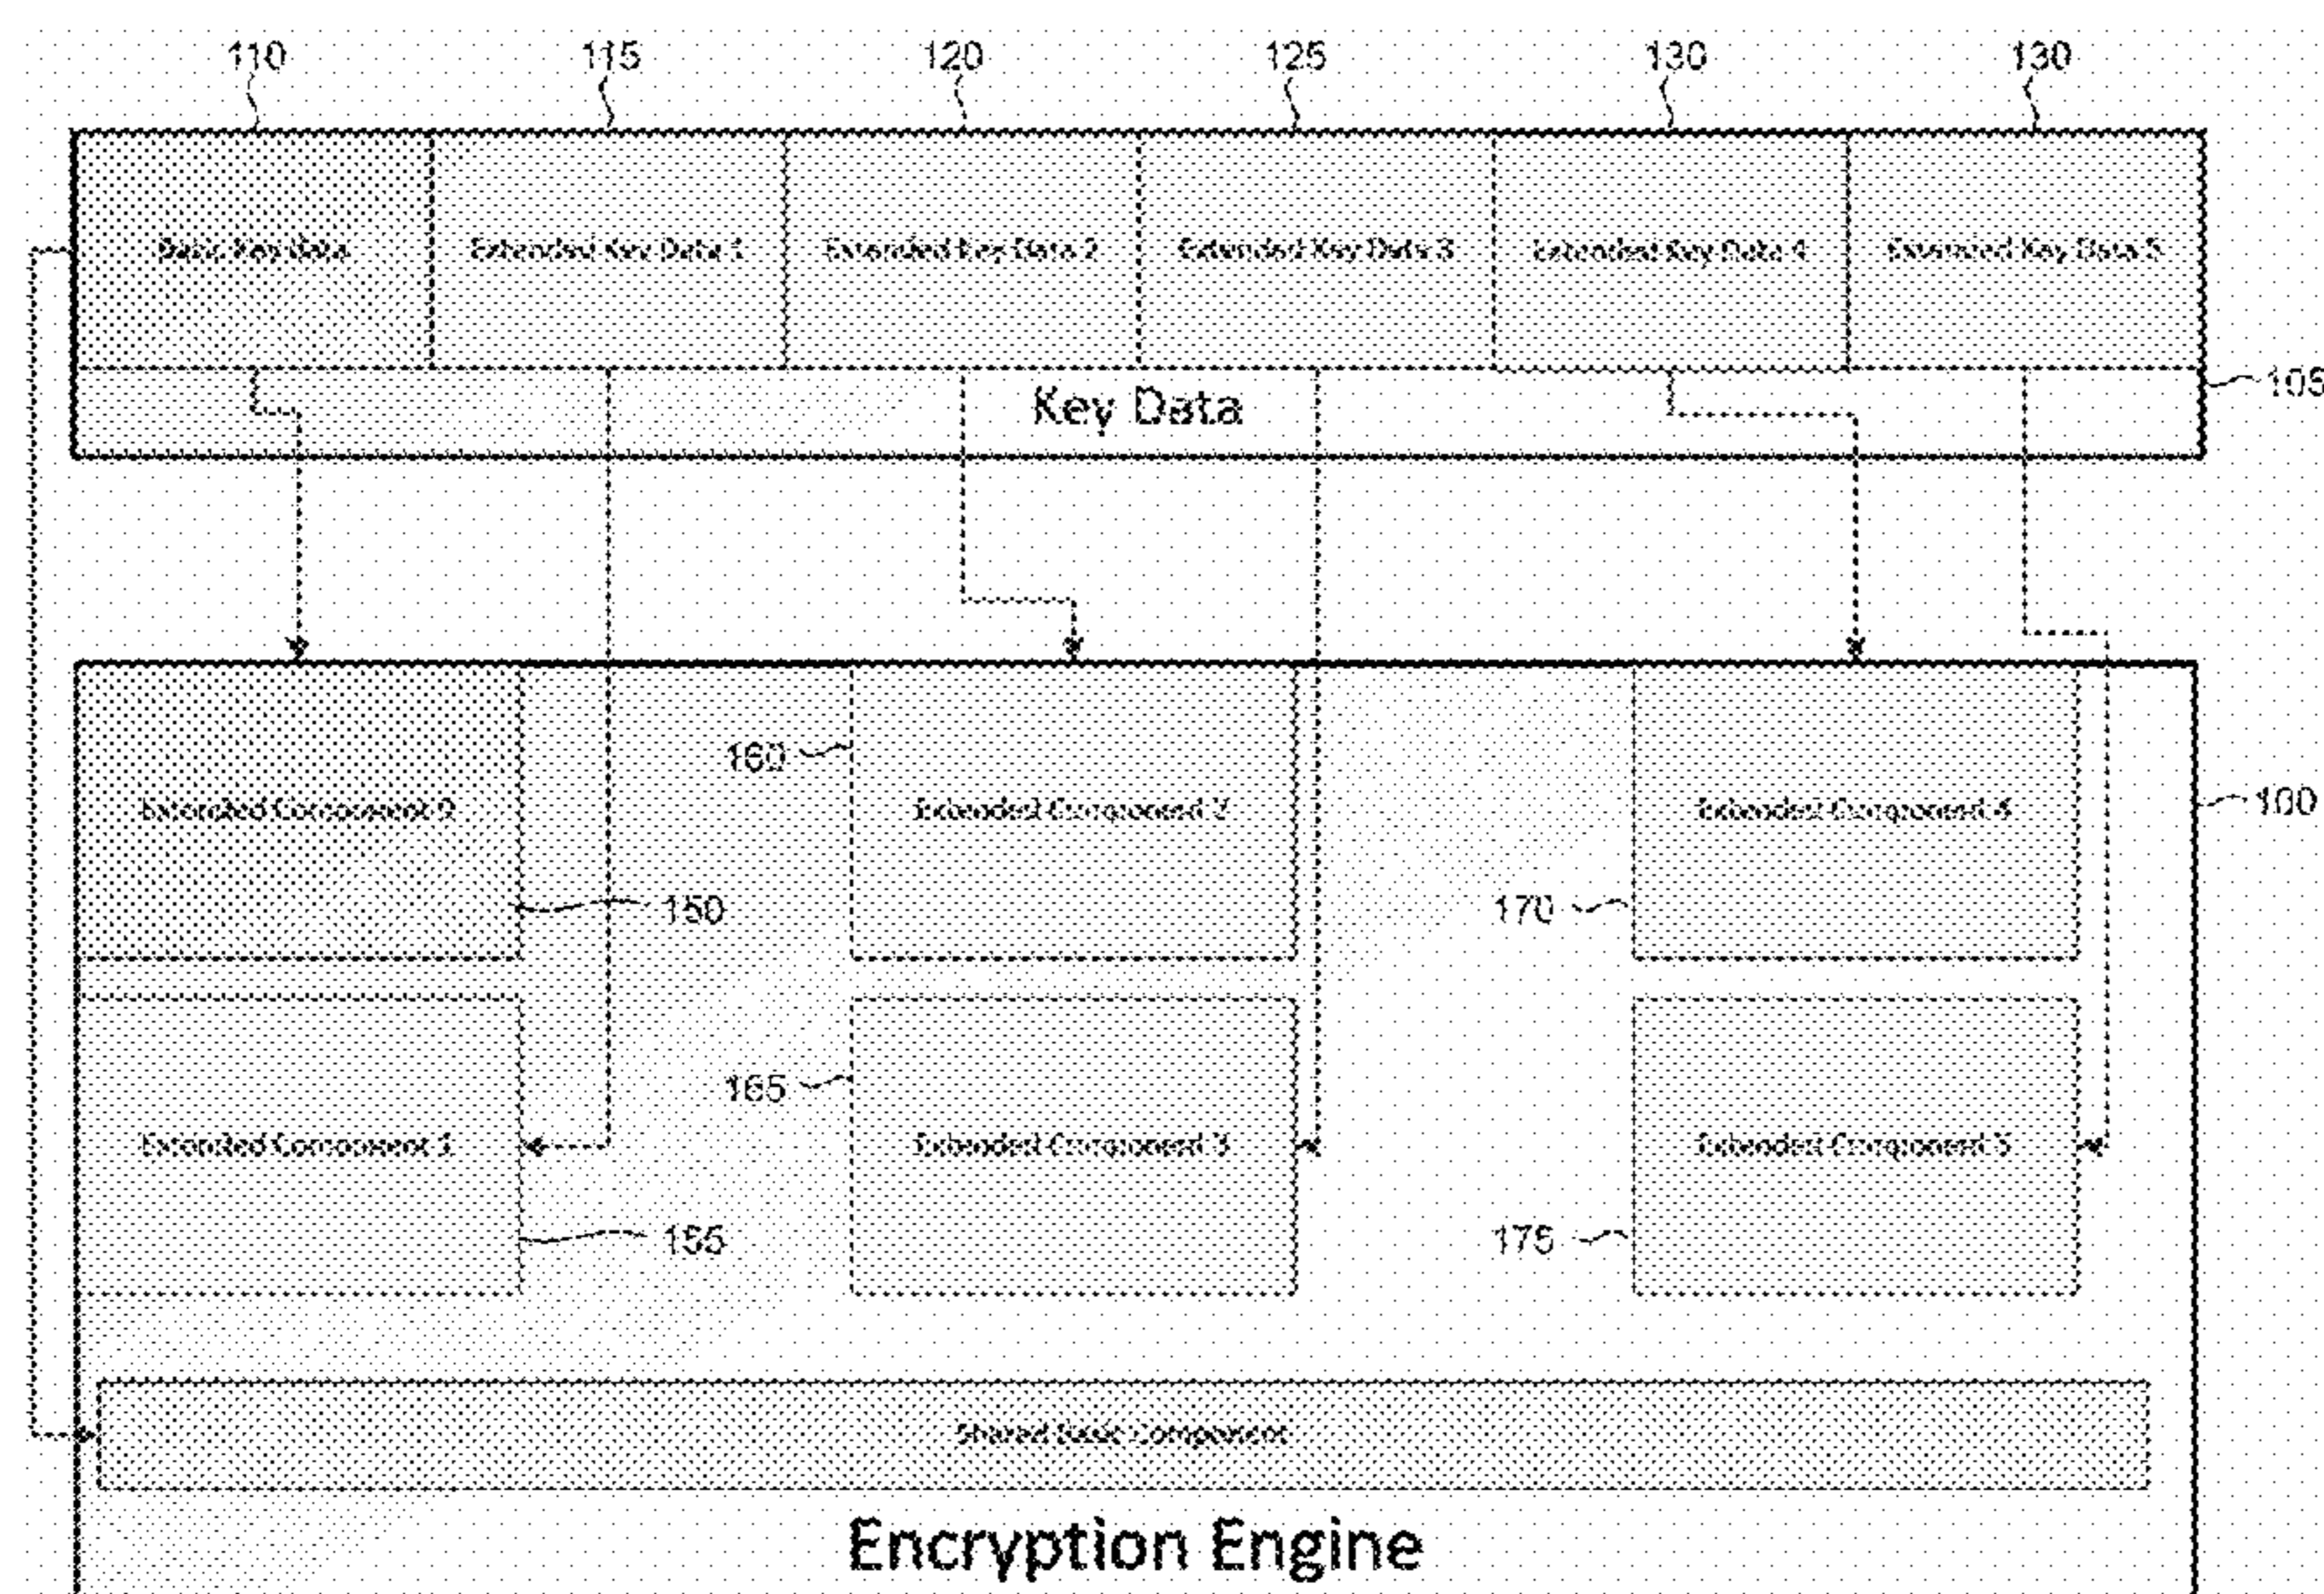 110 115 120 125 130 130
Basic Key data Extended Key Data 1 Extended Key Data 2 Extended Key Data 3 Extended Key Data 4 Extended Key Data 5
105
Key Data
160
100
Extended Component 0 Extended Component 2 Extended Component 4
150 170
165
Extended Component 1 Extended Component 3 Extended Component 5
155 175
Shared Basic Component
Encryption Engine